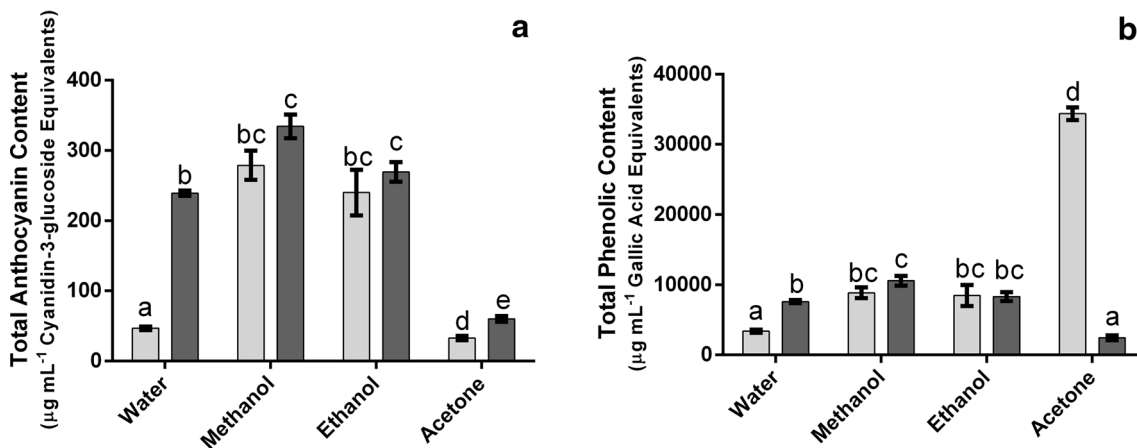 a
Total Anthocyanin Content
(μg mL⁻¹ Cyanidin-3-glucoside Equivalents)
400
300
200
100
0
a
b
bc
c
bc
c
d
e
Water
Methanol
Ethanol
Acetone
b
Total Phenolic Content
(μg mL⁻¹ Gallic Acid Equivalents)
40000
30000
20000
10000
0
a
b
bc
c
bc
bc
d
a
Water
Methanol
Ethanol
Acetone